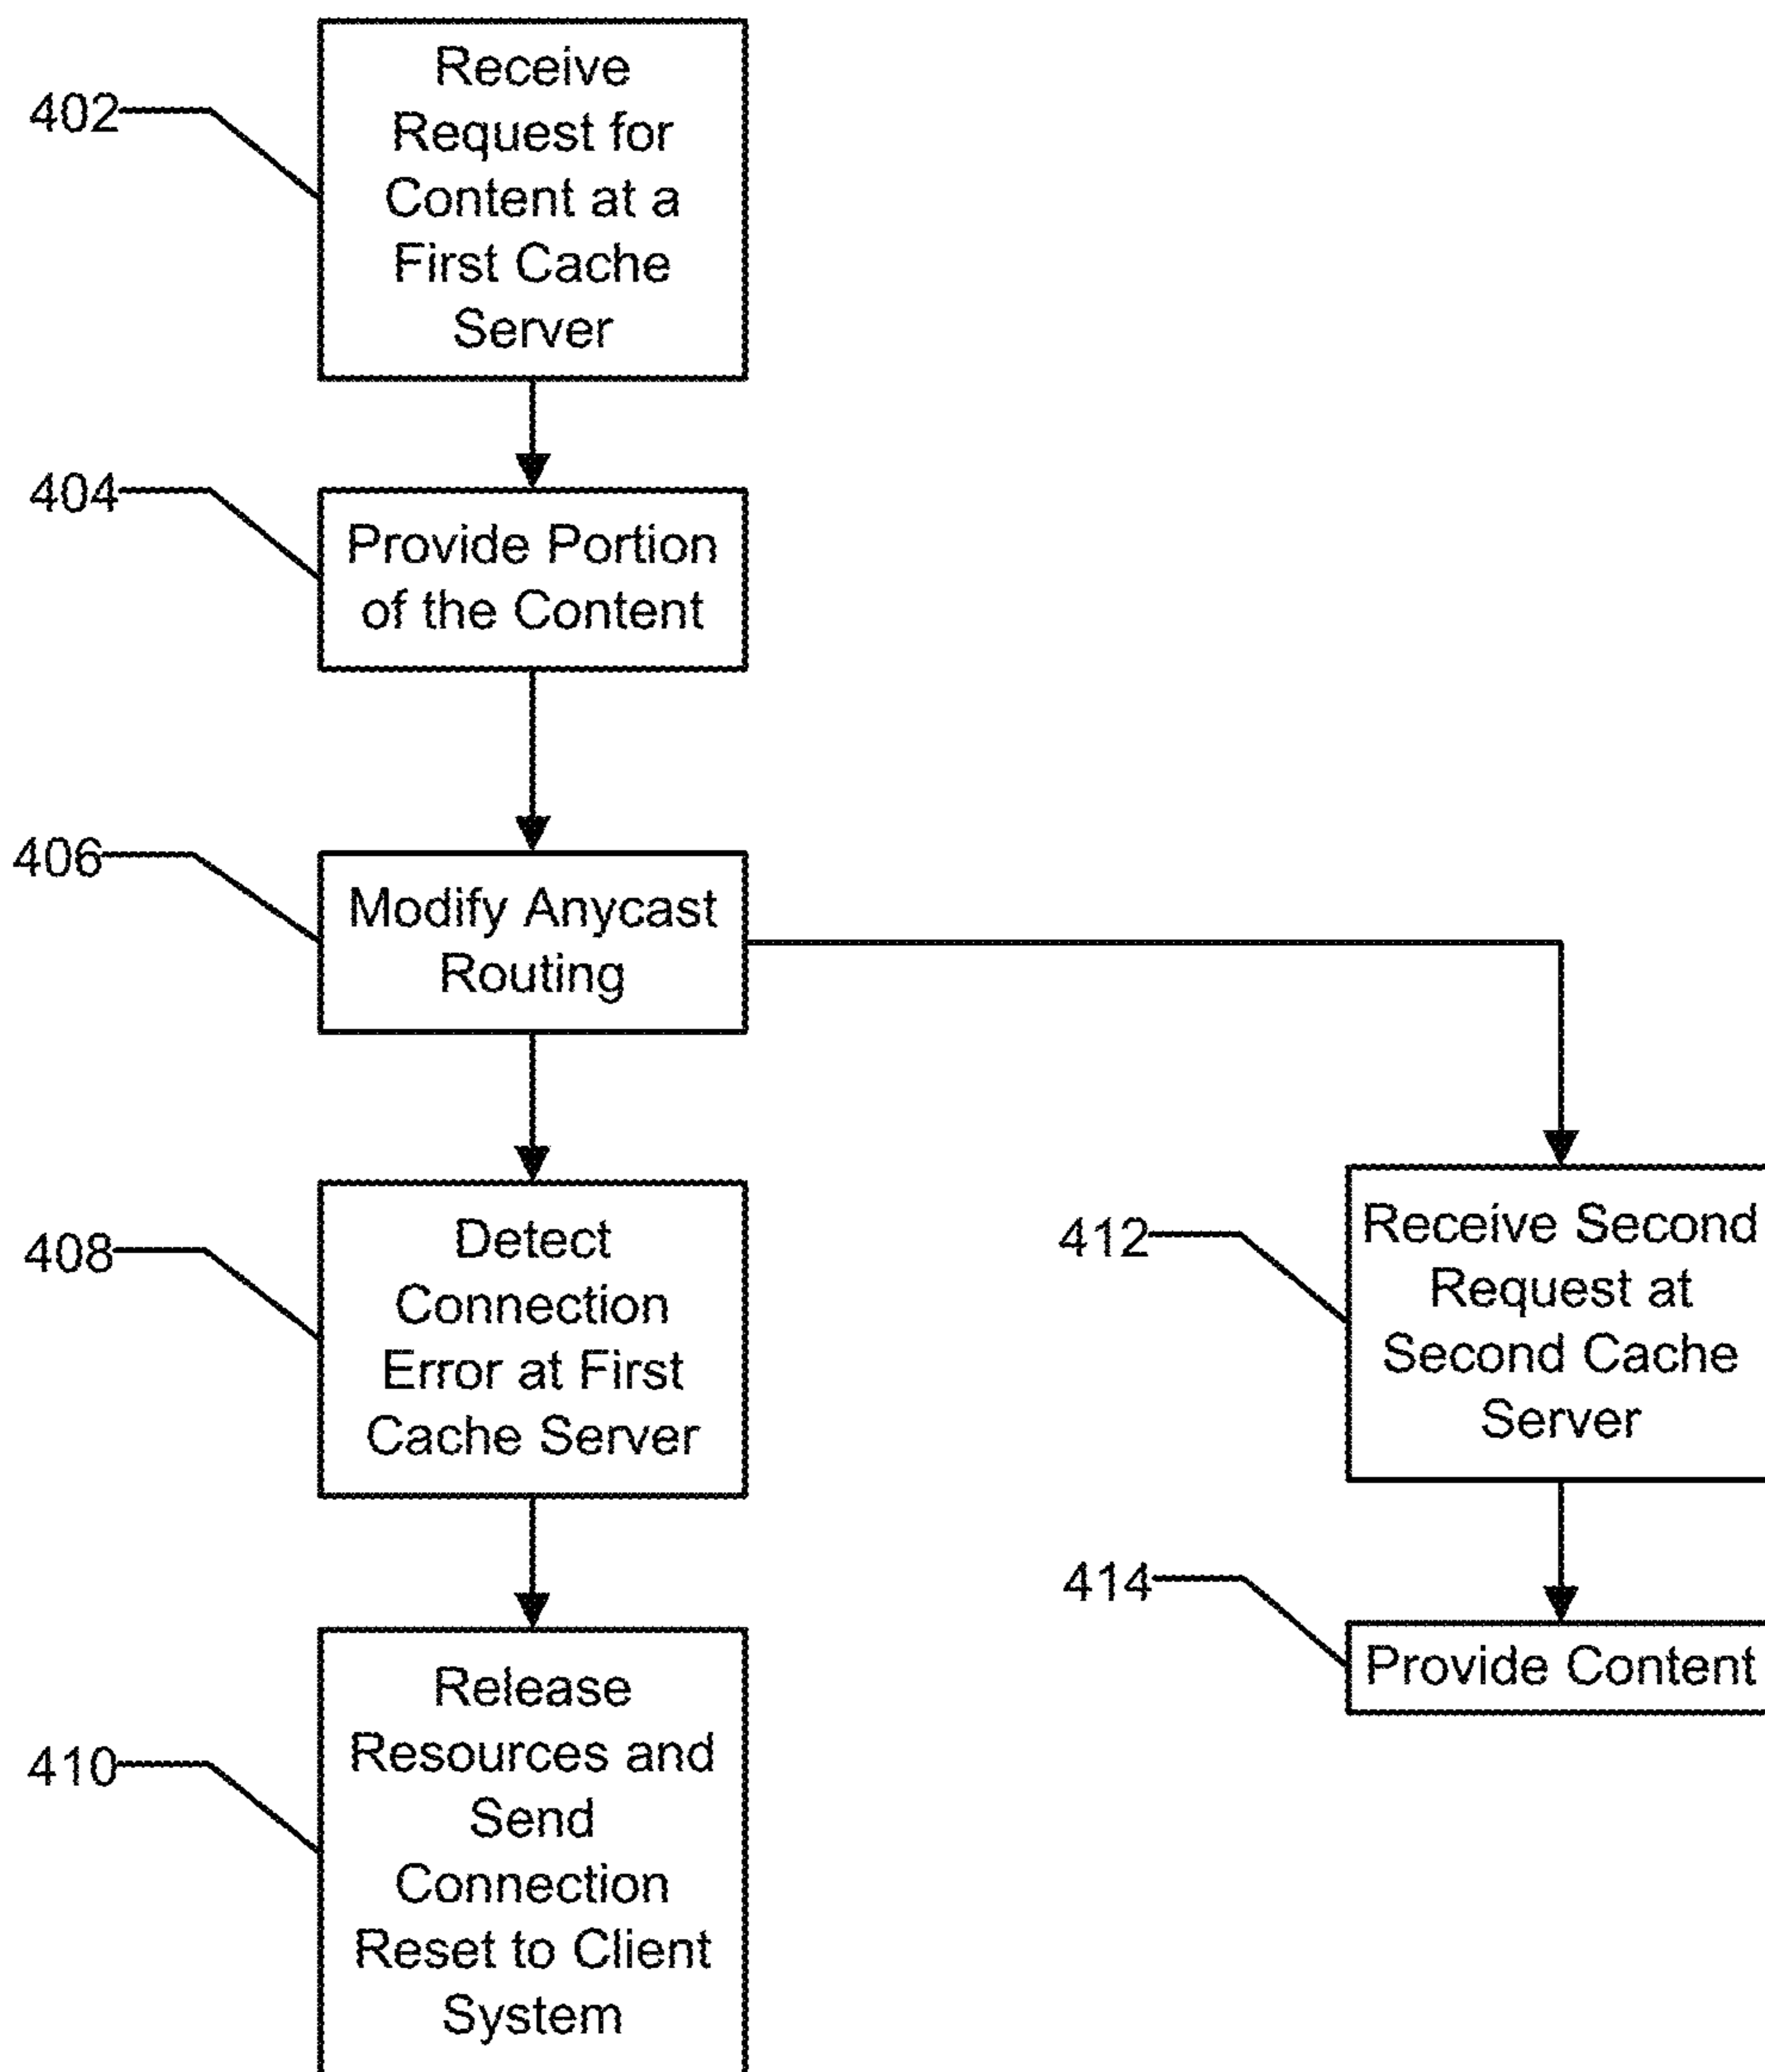 402
Receive
Request for
Content at a
First Cache
Server
404
Provide Portion
of the Content
406
Modify Anycast
Routing
408
Detect
Connection
Error at First
Cache Server
412
Receive Second
Request at
Second Cache
Server
410
Release
Resources and
Send
Connection
Reset to Client
System
414
Provide Content